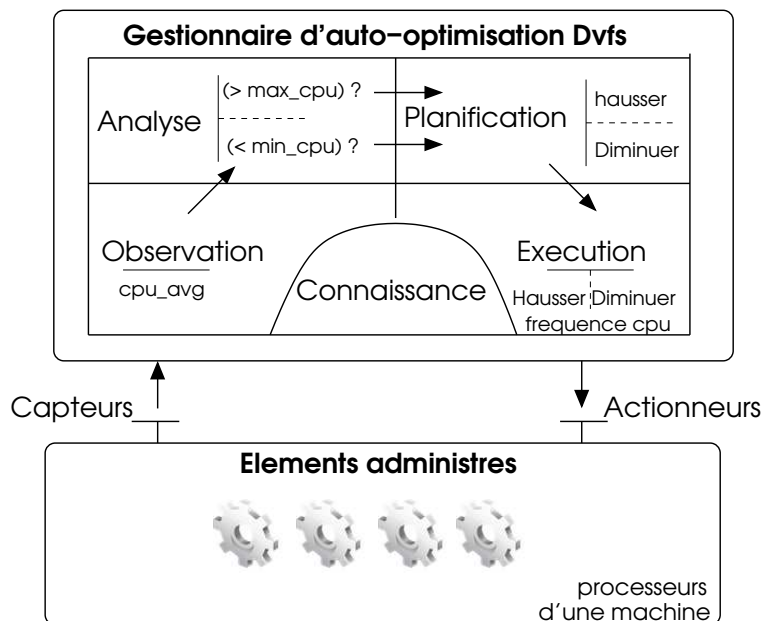 Gestionnaire d'auto-optimisation Dvfs
Analyse
(> max_cpu) ?
(< min_cpu) ?
Planification
hausser
Diminuer
Observation
cpu_avg
Connaissance
Execution
Hausser Diminuer
frequence cpu
Capteurs
Actionneurs
Elements administres
processeurs
d'une machine